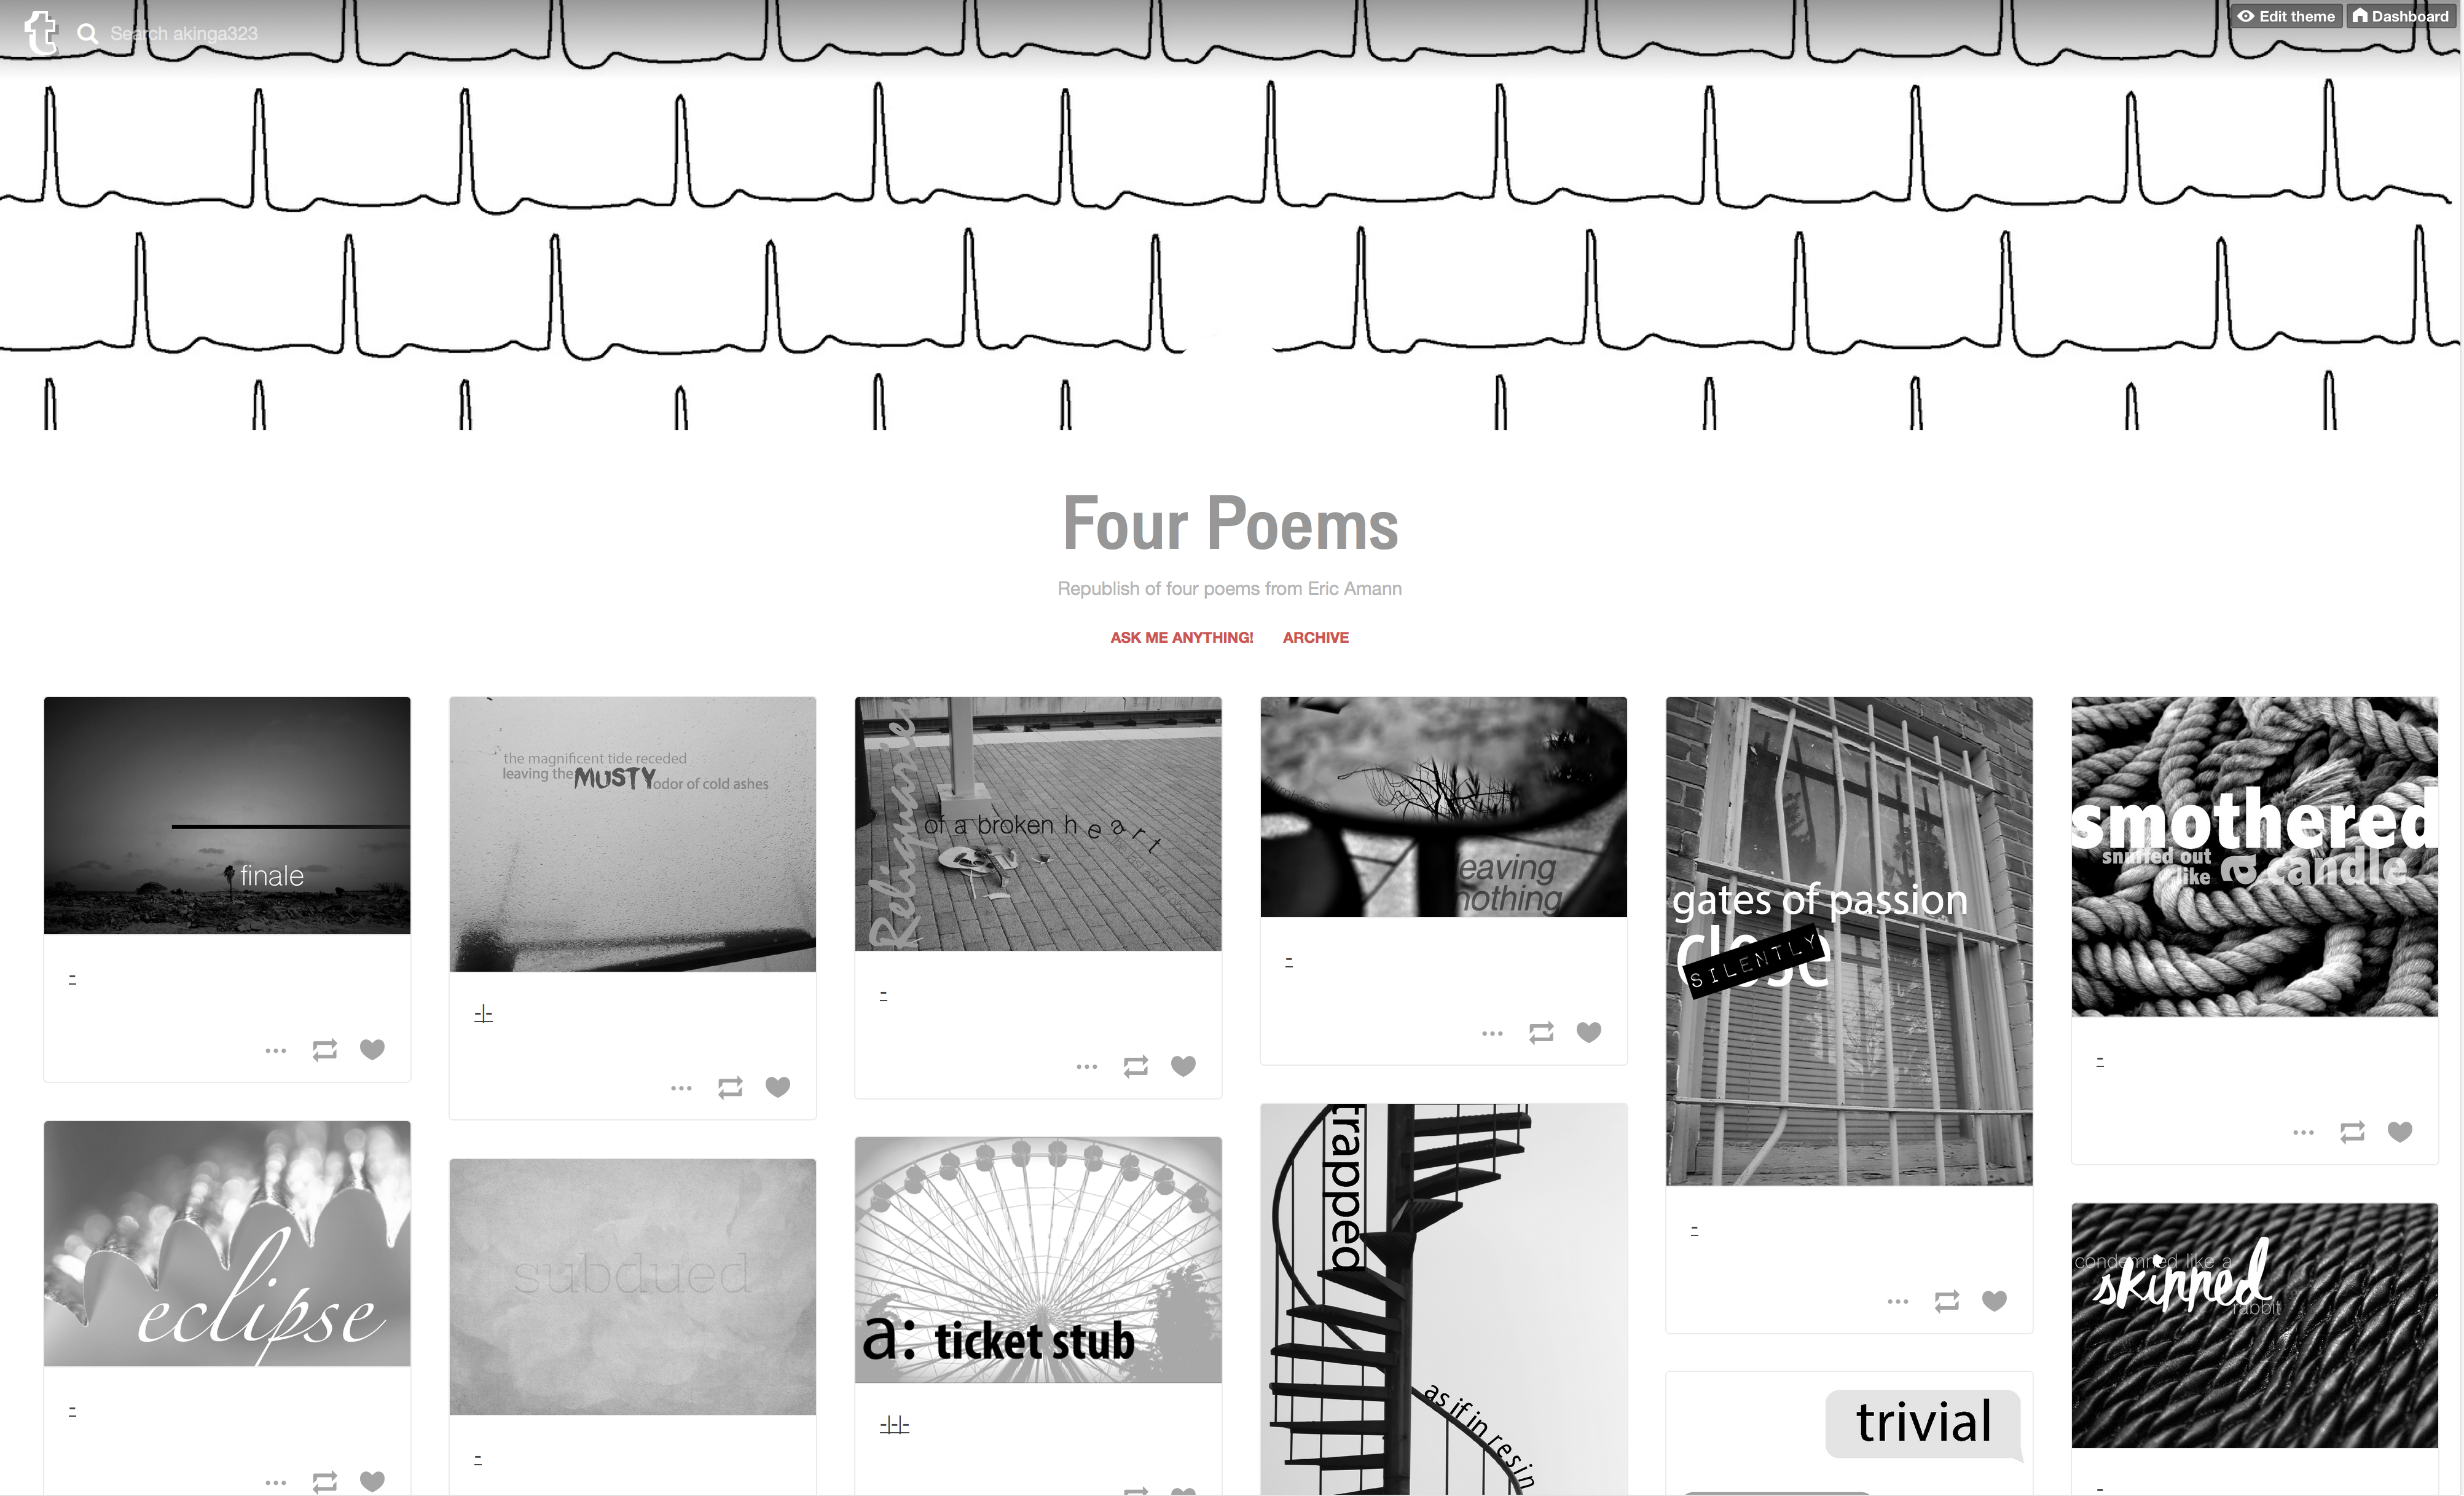 t
Search akinga323
Edit theme
Dashboard
Four Poems
Republish of four poems from Eric Amann
ASK ME ANYTHING!
ARCHIVE
finale
-
the magnificent tide receded
leaving the MUSTY odor of cold ashes
-|-
Reliquaries
of a broken heart
-
leaving
nothing
-
gates of passion
close
SILENTLY
-
smothered
snuffed out
like a candle
-
eclipse
-
subdued
-
a: ticket stub
-|-|-
trapped
as if in resin
trivial
condemned like a
skinned
rabbit
-